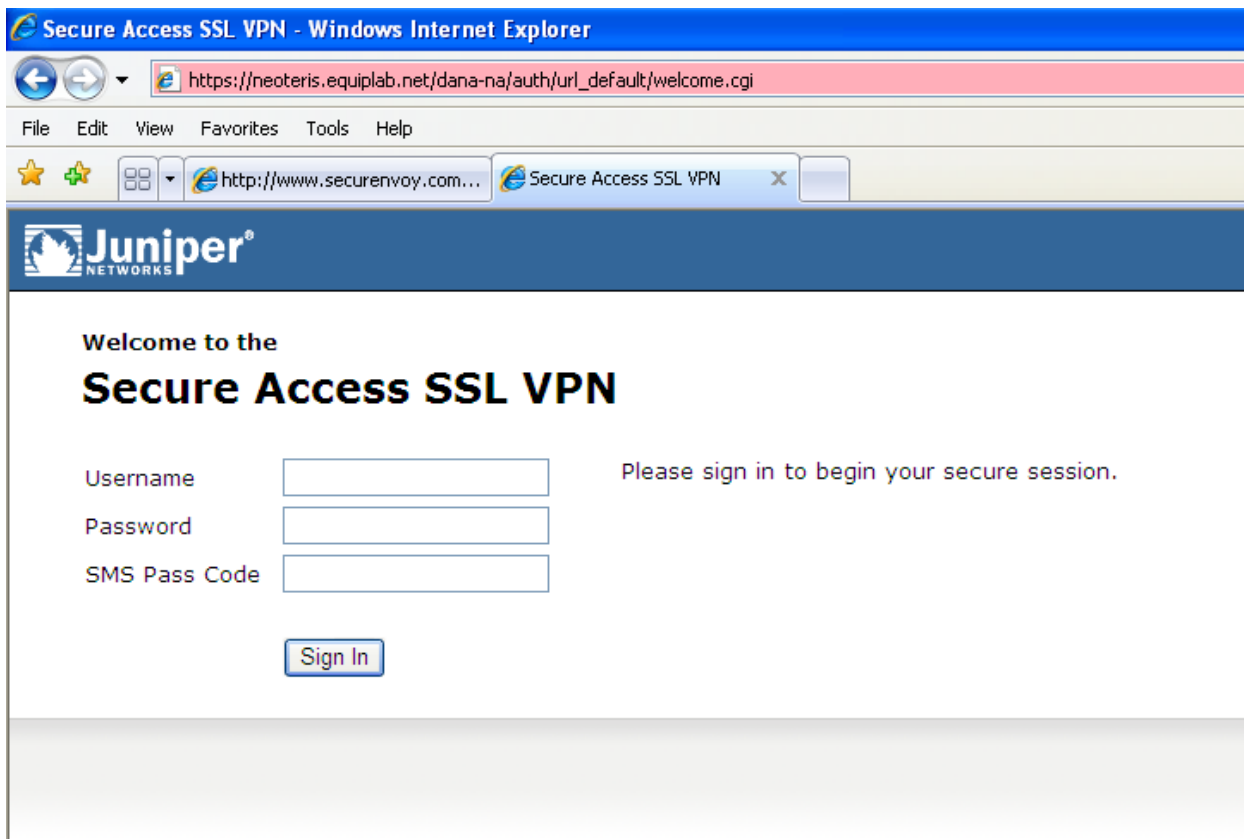 Secure Access SSL VPN - Windows Internet Explorer
https://neoteris.equiplab.net/dana-na/auth/url_default/welcome.cgi
File Edit View Favorites Tools Help
http://www.securenvoy.com... Secure Access SSL VPN
Juniper®
NETWORKS
Welcome to the
Secure Access SSL VPN
Username Please sign in to begin your secure session.
Password
SMS Pass Code
Sign In